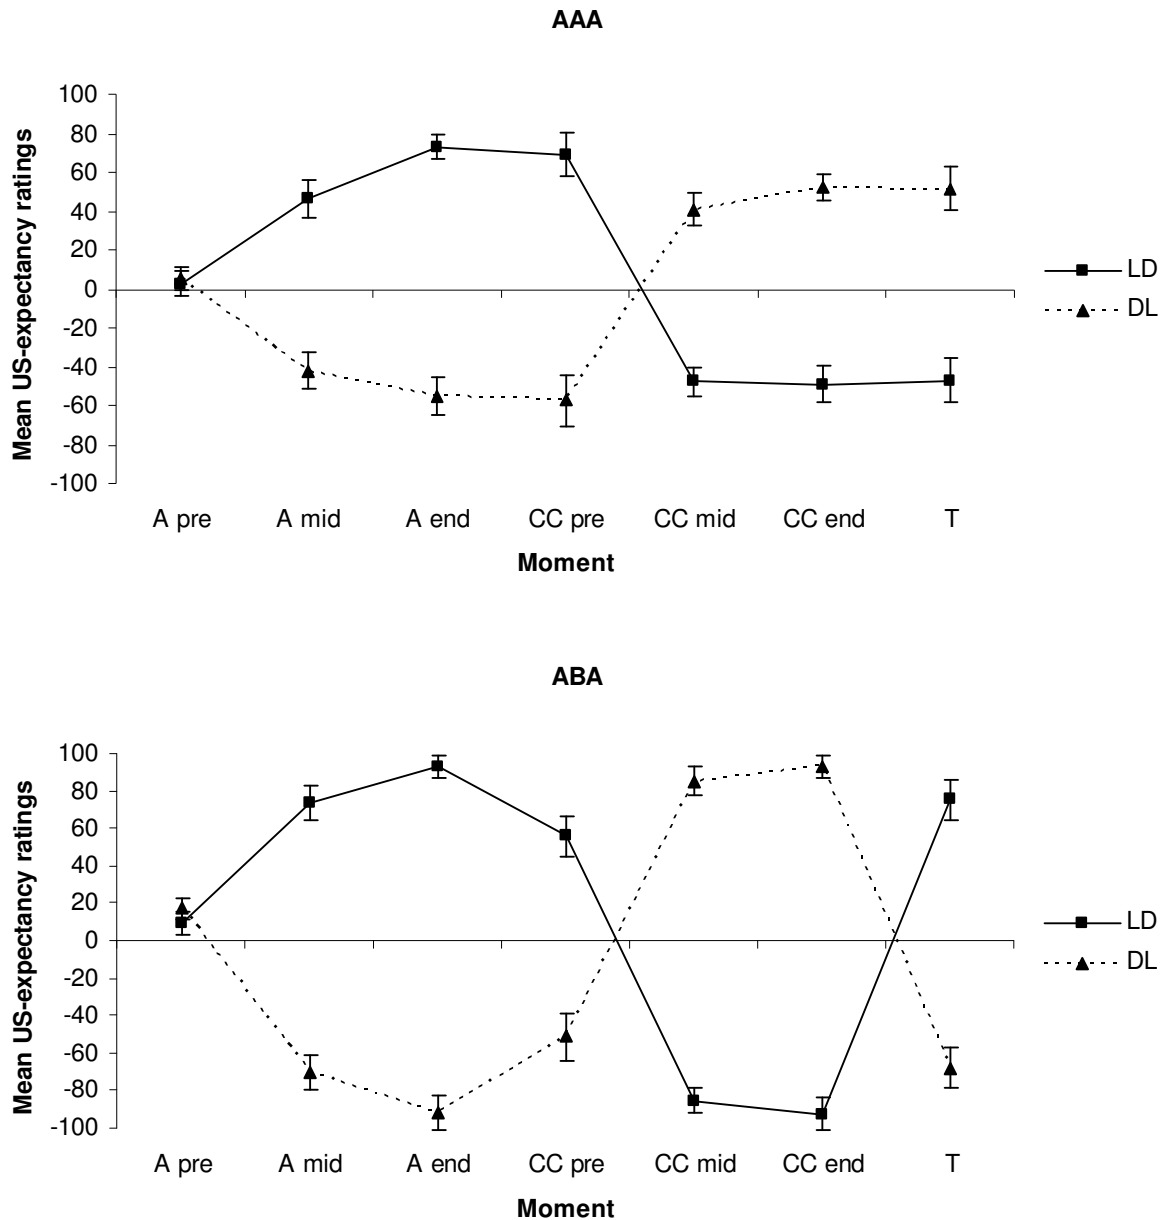 AAA
Mean US-expectancy ratings
100
80
60
40
20
0
-20
-40
-60
-80
-100
A pre A mid A end CC pre CC mid CC end T
Moment
LD
DL
ABA
Mean US-expectancy ratings
100
80
60
40
20
0
-20
-40
-60
-80
-100
A pre A mid A end CC pre CC mid CC end T
Moment
LD
DL